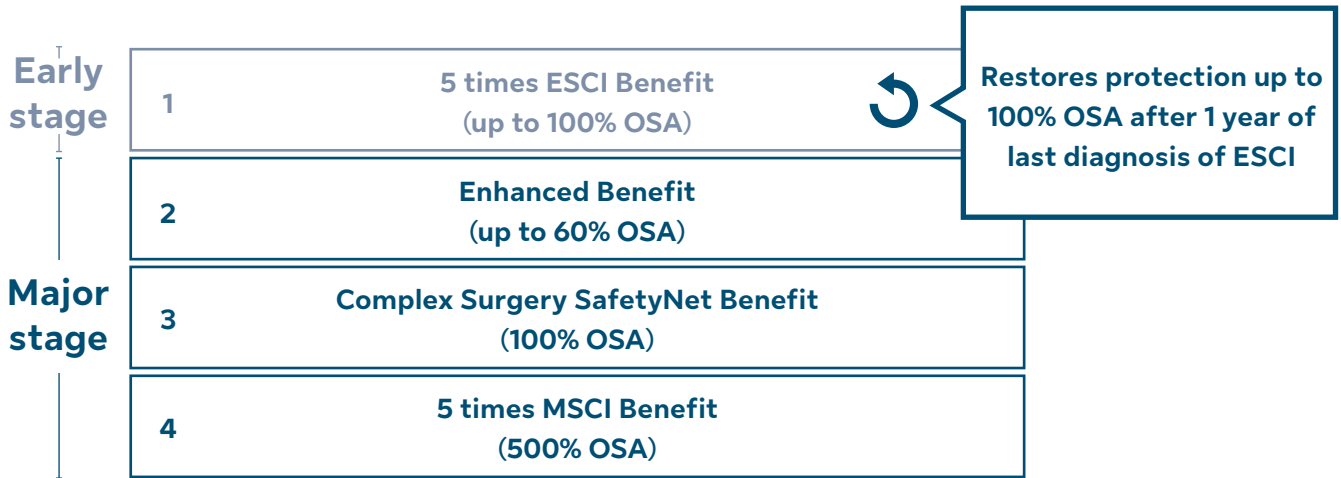 Early
stage
1
5 times ESCI Benefit
(up to 100% OSA)
Restores protection up to
100% OSA after 1 year of
last diagnosis of ESCI
Major
stage
2
Enhanced Benefit
(up to 60% OSA)
3
Complex Surgery SafetyNet Benefit
(100% OSA)
4
5 times MSCI Benefit
(500% OSA)